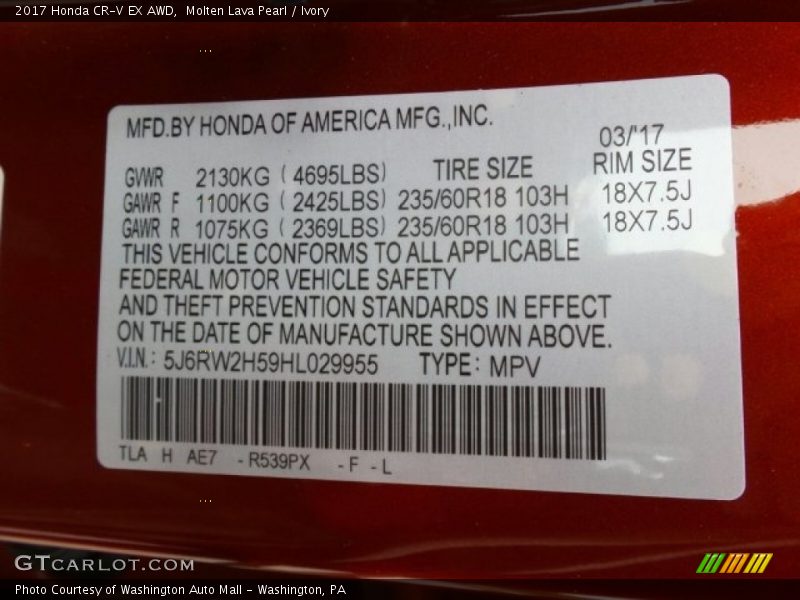 2017 Honda CR-V EX AWD,  Molten Lava Pearl / Ivory
...
MFD.BY HONDA OF AMERICA MFG.,INC.
03/'17
GVWR 2130KG ( 4695LBS) TIRE SIZE RIM SIZE
GAWR F 1100KG ( 2425LBS) 235/60R18 103H 18X7.5J
GAWR R 1075KG ( 2369LBS) 235/60R18 103H 18X7.5J
THIS VEHICLE CONFORMS TO ALL APPLICABLE
FEDERAL MOTOR VEHICLE SAFETY
AND THEFT PREVENTION STANDARDS IN EFFECT
ON THE DATE OF MANUFACTURE SHOWN ABOVE.
V.I.N.: 5J6RW2H59HL029955 TYPE: MPV
TLA H AE7 -R539PX -F -L
...
GTCARLOT.COM
Photo Courtesy of Washington Auto Mall - Washington, PA